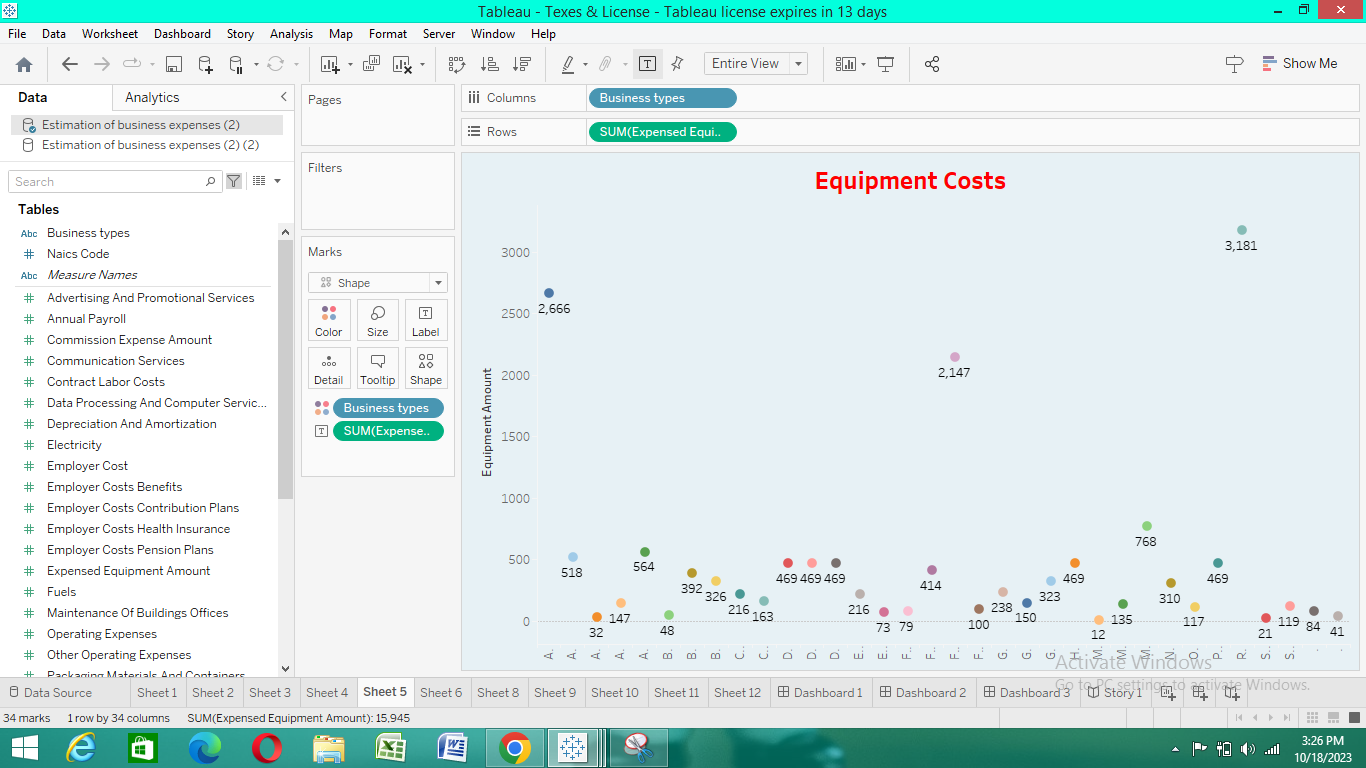 Tableau - Texes & License - Tableau license expires in 13 days
File Data Worksheet Dashboard Story Analysis Map Format Server Window Help
Entire View
Show Me
Data Analytics
Estimation of business expenses (2)
Estimation of business expenses (2) (2)
Search
Tables
Abc Business types
# Naics Code
Abc Measure Names
# Advertising And Promotional Services
# Annual Payroll
# Commission Expense Amount
# Communication Services
# Contract Labor Costs
# Data Processing And Computer Servic...
# Depreciation And Amortization
# Electricity
# Employer Cost
# Employer Costs Benefits
# Employer Costs Contribution Plans
# Employer Costs Health Insurance
# Employer Costs Pension Plans
# Expensed Equipment Amount
# Fuels
# Maintenance Of Buildings Offices
# Operating Expenses
# Other Operating Expenses
# Packaging Materials And Containers
Pages
Filters
Marks
Shape
Color Size Label
Detail Tooltip Shape
Business types
SUM(Expense..
Columns Business types
Rows SUM(Expensed Equi..
Equipment Costs
Equipment Amount
3000
2500
2000
1500
1000
500
0
2,666
518
32
147
564
48
392
326
216
163
469
469
469
216
73
79
414
2,147
100
238
150
323
469
12
135
768
310
117
469
3,181
21
119
84
41
A.. A.. A.. A.. A.. B.. B.. B.. C.. C.. D.. D.. D.. E.. E.. F.. F.. F.. F.. G.. G.. G.. H.. M.. M.. M.. N.. O.. P.. R.. S.. S..
Activate Windows
Go to PC settings to activate Windows.
Data Source Sheet 1 Sheet 2 Sheet 3 Sheet 4 Sheet 5 Sheet 6 Sheet 8 Sheet 9 Sheet 10 Sheet 11 Sheet 12 Dashboard 1 Dashboard 2 Dashboard 3 Story 1
34 marks 1 row by 34 columns SUM(Expensed Equipment Amount): 15,945
3:26 PM
10/18/2023